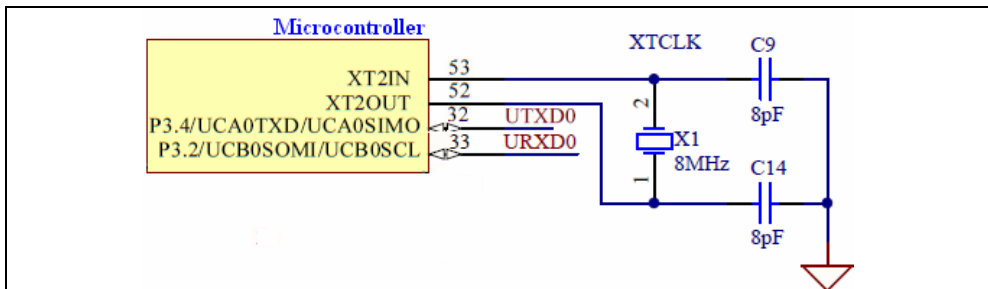 Microcontroller
XTCLK
C9
XT2IN 53
XT2OUT 52
P3.4/UCA0TXD/UCA0SIMO 32 UTXD0
P3.2/UCB0SOMI/UCB0SCL 33 URXD0
8pF
2
X1
8MHz
1
C14
8pF